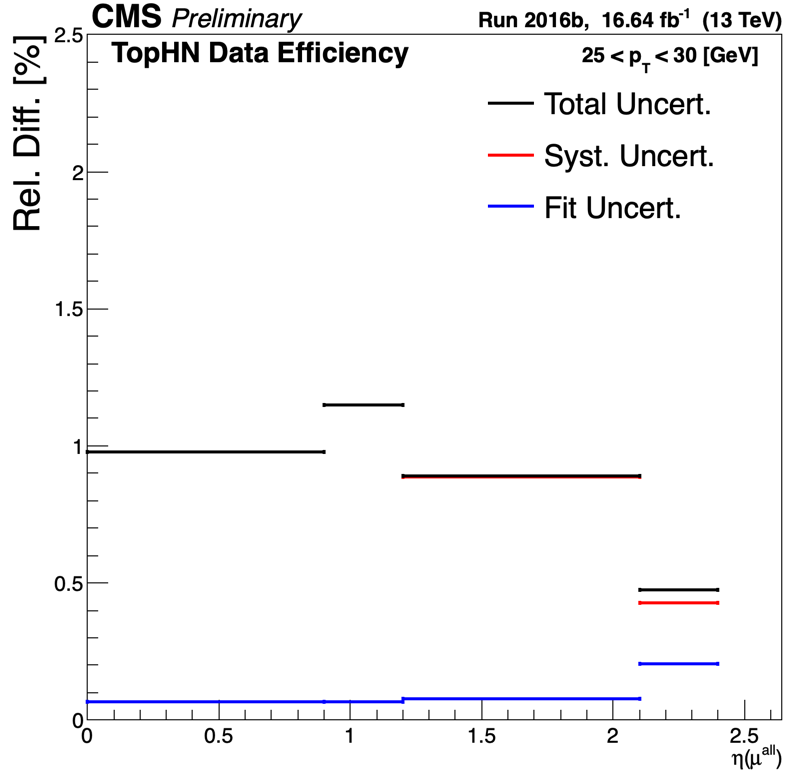 CMS Preliminary
Run 2016b, 16.64 fb⁻¹ (13 TeV)
TopHN Data Efficiency
25 < p_T < 30 [GeV]
Total Uncert.
Syst. Uncert.
Fit Uncert.
Rel. Diff. [%]
2.5
2
1.5
1
0.5
0
0 0.5 1 1.5 2 2.5
η(μ^all)